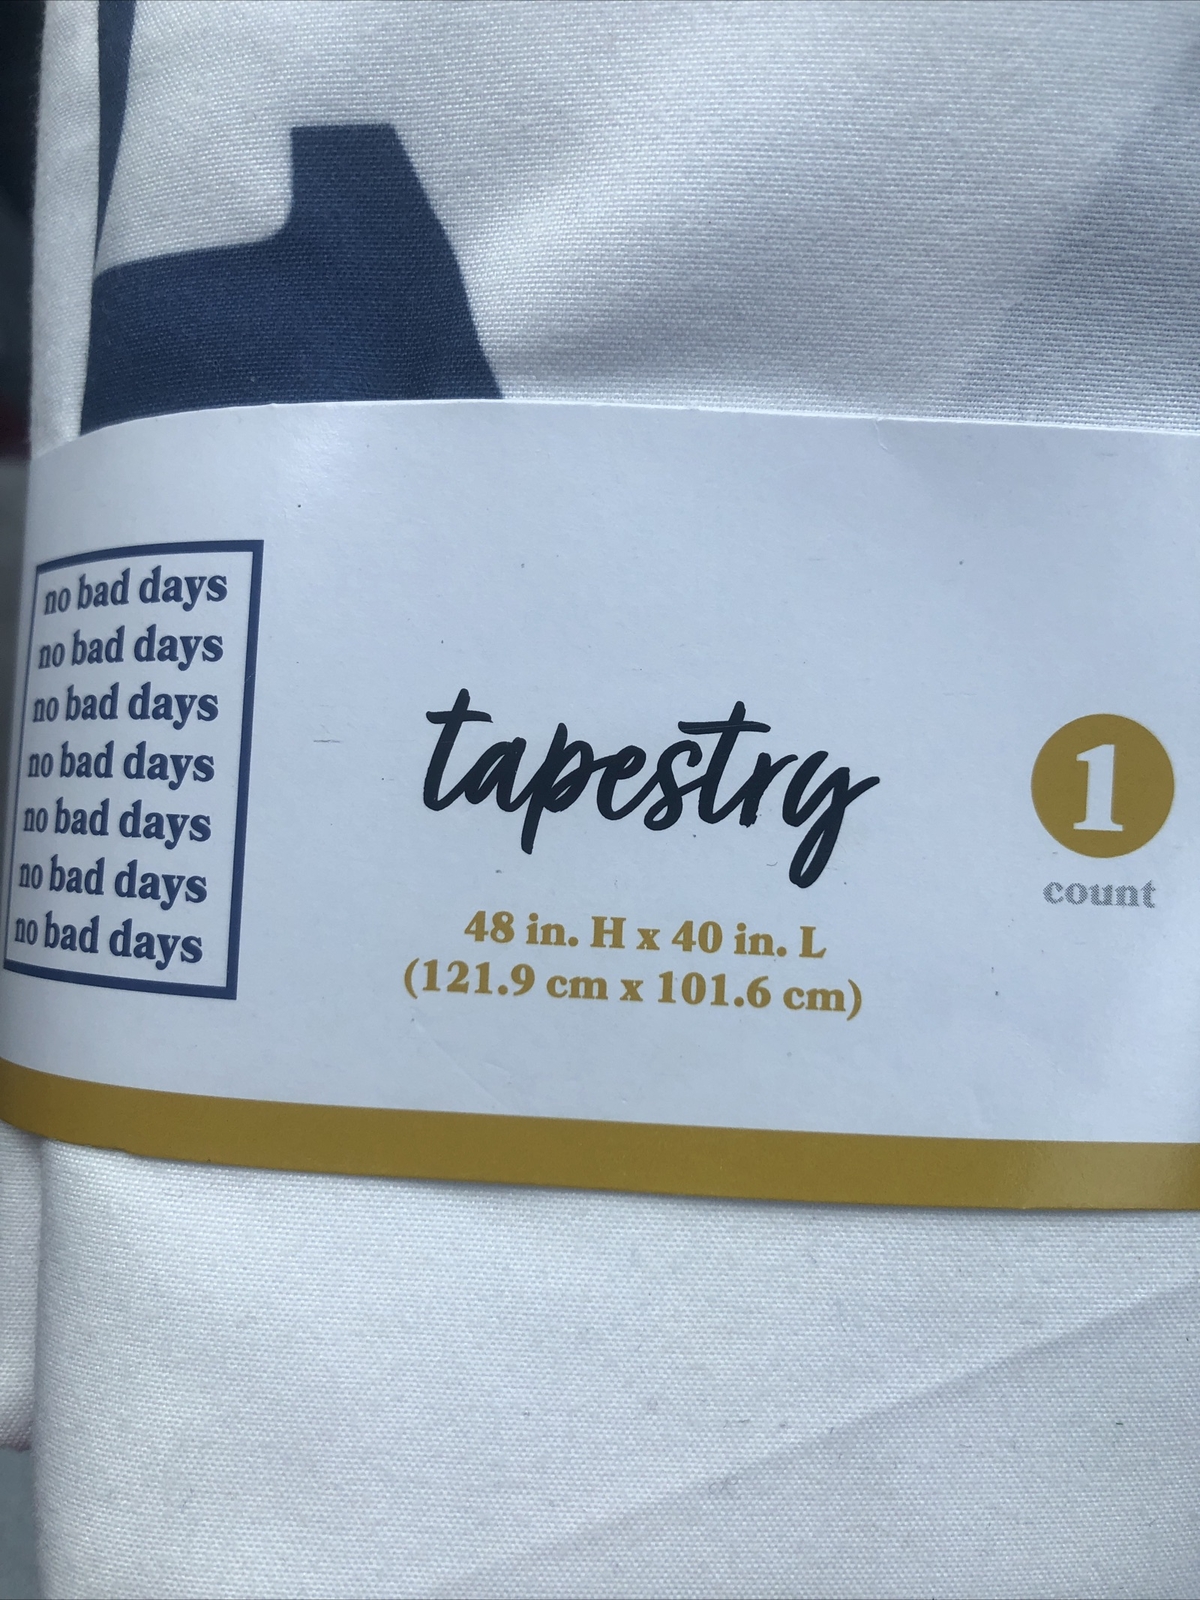 no bad days
no bad days
no bad days
no bad days
no bad days
no bad days
no bad days
tapestry
48 in. H x 40 in. L
(121.9 cm x 101.6 cm)
1
count